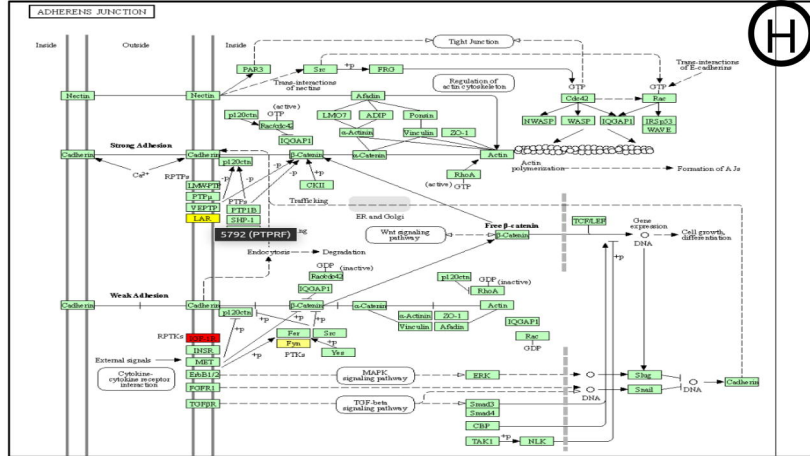 ADHERENS JUNCTION
H
Inside
Outside
Inside
Tight Junction
PAR3
Src
+p
FRG
Trans-interactions
of nectins
Regulation of
actin cytoskeleton
Trans-interactions
of E-cadherins
GTP
GTP
Cdc42
Rac
Nectin
Nectin
Afadin
p120ctn
(active)
GTP
Rac/cdc42
IQGAP1
LMO7
ADIP
Ponsin
α-Actinin
Vinculin
ZO-1
NWASP
WASP
IQGAP1
IRSp53
WAVE
Strong Adhesion
Cadherin
Cadherin
p120ctn
β-Catenin
α-Catenin
Actin
Actin
polymerization
Formation of AJs
Ca2+
RPTPs
LMW-PTP
PTPμ
VEPTP
LAR
-p
-p
-p
-p
+p
CKII
RhoA
(active) GTP
PTPs
PTP1B
SHP-1
Trafficking
ER and Golgi
S792 (PTPRF)
Endocytosis
Degradation
Wnt signaling
pathway
Free β-catenin
β-Catenin
TCF/LEF
Gene
expression
DNA
Cell growth,
differentiation
+p
GDP
(inactive)
Rac/cdc42
IQGAP1
p120ctn
GDP
(inactive)
RhoA
Weak Adhesion
Cadherin
Cadherin
p120ctn
β-Catenin
α-Catenin
Actin
+p
+p
+p
α-Actinin
ZO-1
Vinculin
Afadin
IQGAP1
Rac
GDP
RPTKs
INSR
MET
Fer
Src
Fyn
Yes
PTKs
+p
+p
+p
External signals
Cytokine-
cytokine receptor
interaction
ErbB1/2
FGFR1
TGFβR
MAPK
signaling pathway
ERK
TGF-beta
signaling pathway
Smad3
Smad4
CBP
TAK1
+p
NLK
DNA
Slug
Snail
DNA
Cadherin